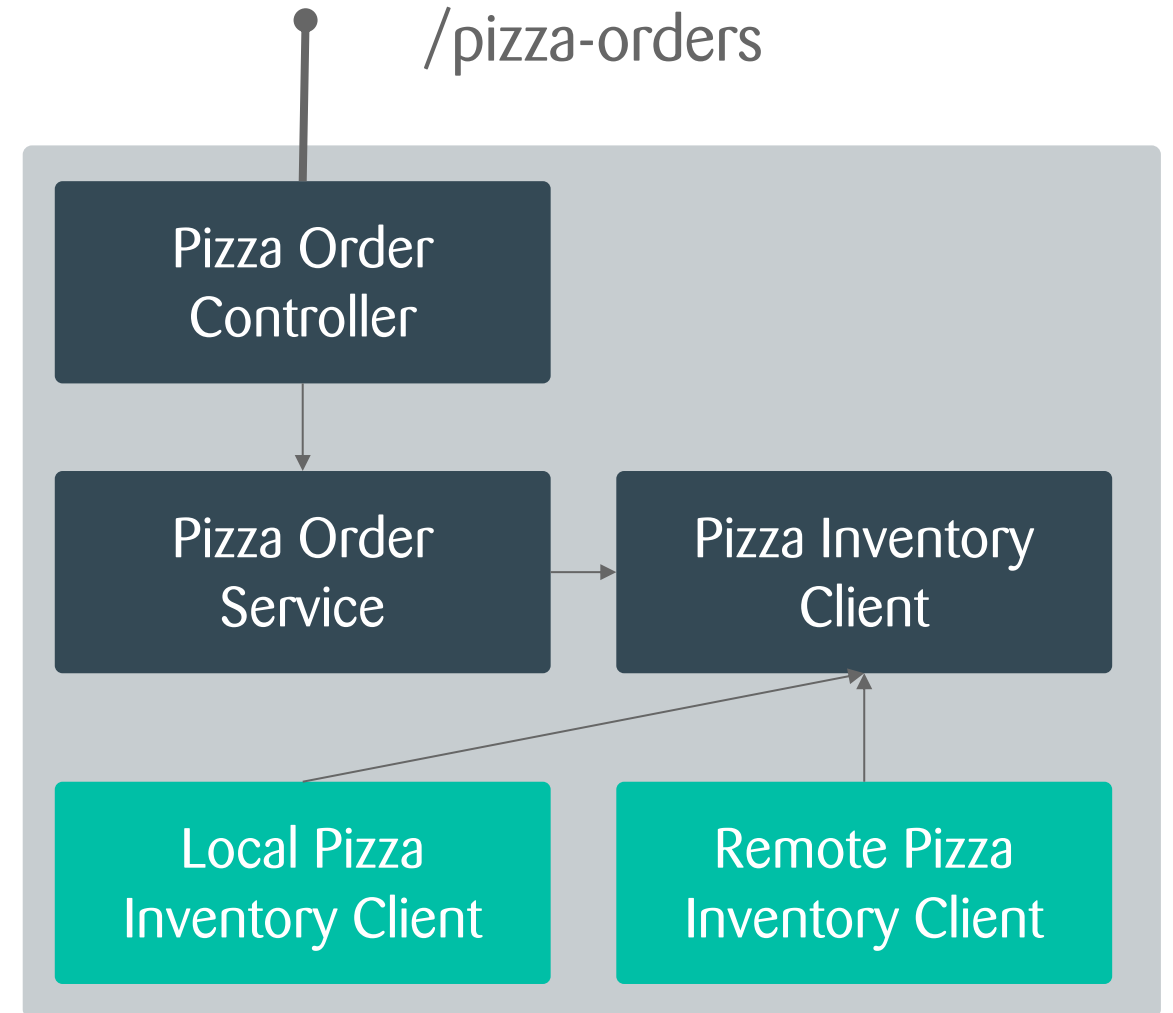 /pizza-orders
Pizza Order
Controller
Pizza Order
Service
Pizza Inventory
Client
Local Pizza
Inventory Client
Remote Pizza
Inventory Client